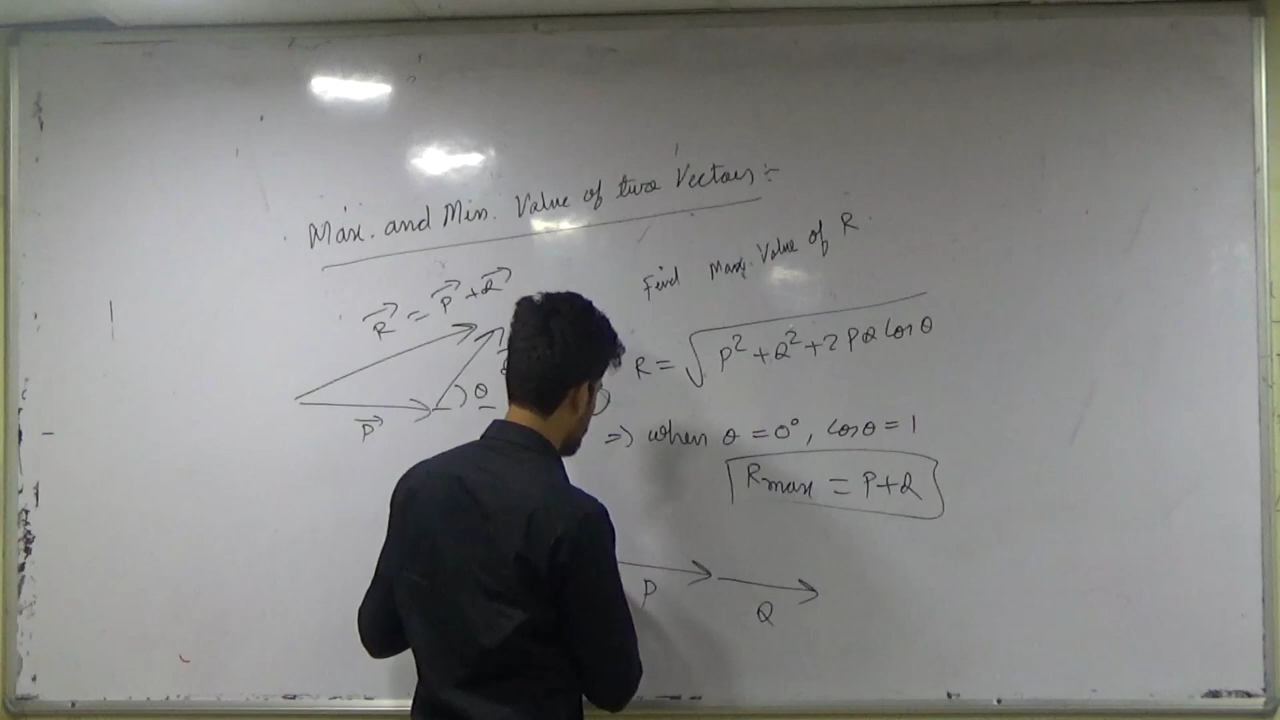 Max. and Min. Value of two Vectors :-
Find Max. Value of R
R⃗ = P⃗ + Q⃗
θ
P⃗
R = √P² + Q² + 2PQ Cos θ
⇒ when θ = 0°, Cos θ = 1
Rmax = P+Q
P
Q